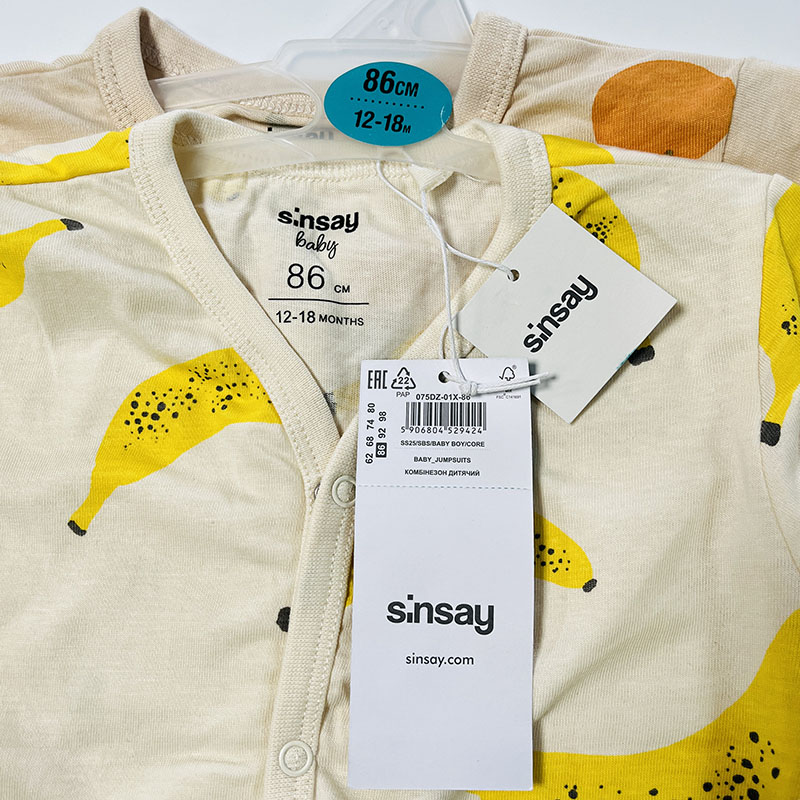 86CM
12-18M
sinsay
baby
86 CM
12-18 MONTHS
sinsay
EAC
22
PAP
075DZ-01X-86
5 906804 529424
SS25/SBS/BABY BOY/CORE
BABY_JUMPSUITS
КОМБІНЕЗОН ДИТЯЧИЙ
62 68 74 80
86 92 98
sinsay
sinsay.com